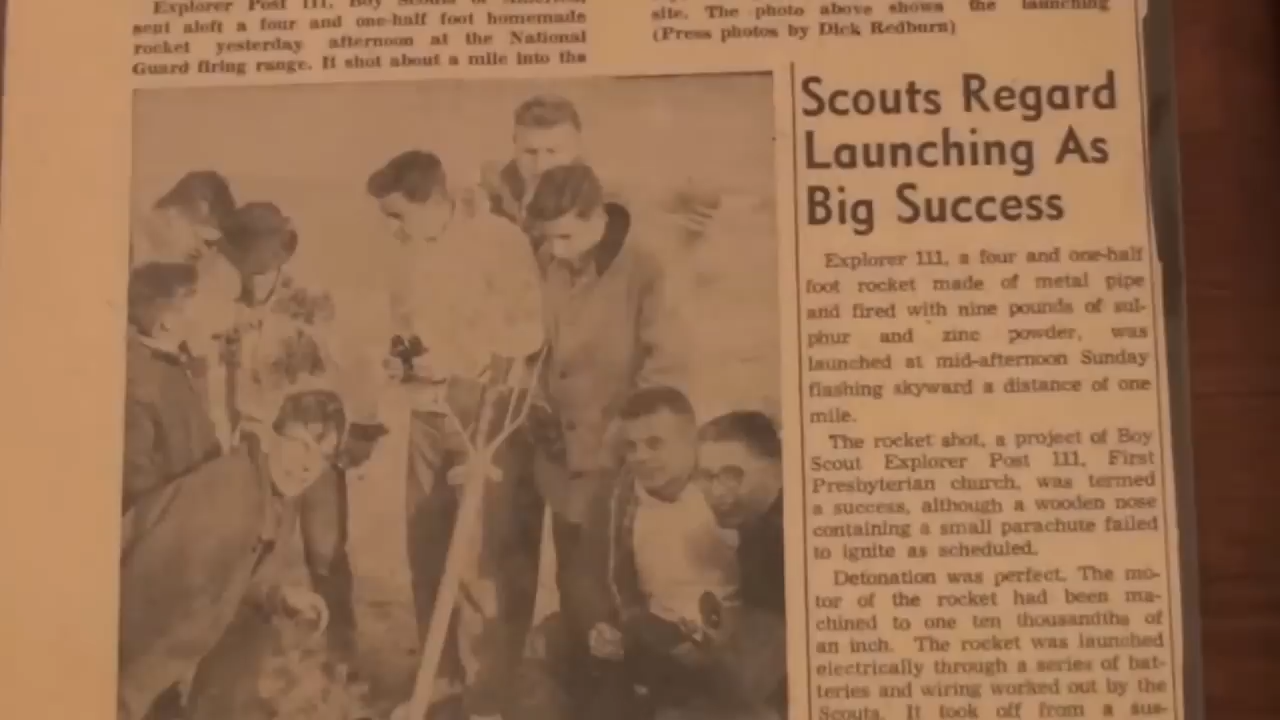 Explorer Post 111, Boy Scouts of America,
sent aloft a four and one-half foot homemade
rocket yesterday afternoon at the National
Guard firing range. It shot about a mile into the
site. The photo above shows the launching
(Press photos by Dick Redburn)
Scouts Regard
Launching As
Big Success
Explorer 111, a four and one-half
foot rocket made of metal pipe
and fired with nine pounds of sul-
phur and zinc powder, was
launched at mid-afternoon Sunday
flashing skyward a distance of one
mile.
The rocket shot, a project of Boy
Scout Explorer Post 111, First
Presbyterian church, was termed
a success, although a wooden nose
containing a small parachute failed
to ignite as scheduled.
Detonation was perfect. The mo-
tor of the rocket had been ma-
chined to one ten thousandths of
an inch. The rocket was launched
electrically through a series of bat-
teries and wiring worked out by the
Scouts. It took off from a sus-